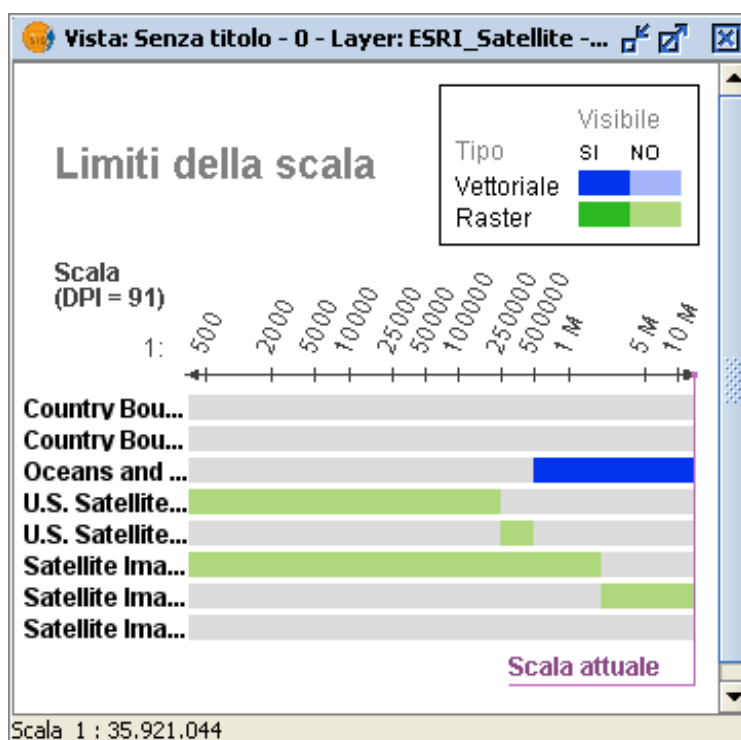 Vista: Senza titolo - 0 - Layer: ESRI_Satellite -...
Visibile
Tipo SI NO
Vettoriale
Raster
Limiti della scala
Scala
(DPI = 91)
1: 500 2000 5000 10000 25000 50000 100000 250000 500000 1 M 5 M 10 M
Country Bou...
Country Bou...
Oceans and ...
U.S. Satellite...
U.S. Satellite...
Satellite Ima...
Satellite Ima...
Satellite Ima...
Scala attuale
Scala 1 : 35.921.044